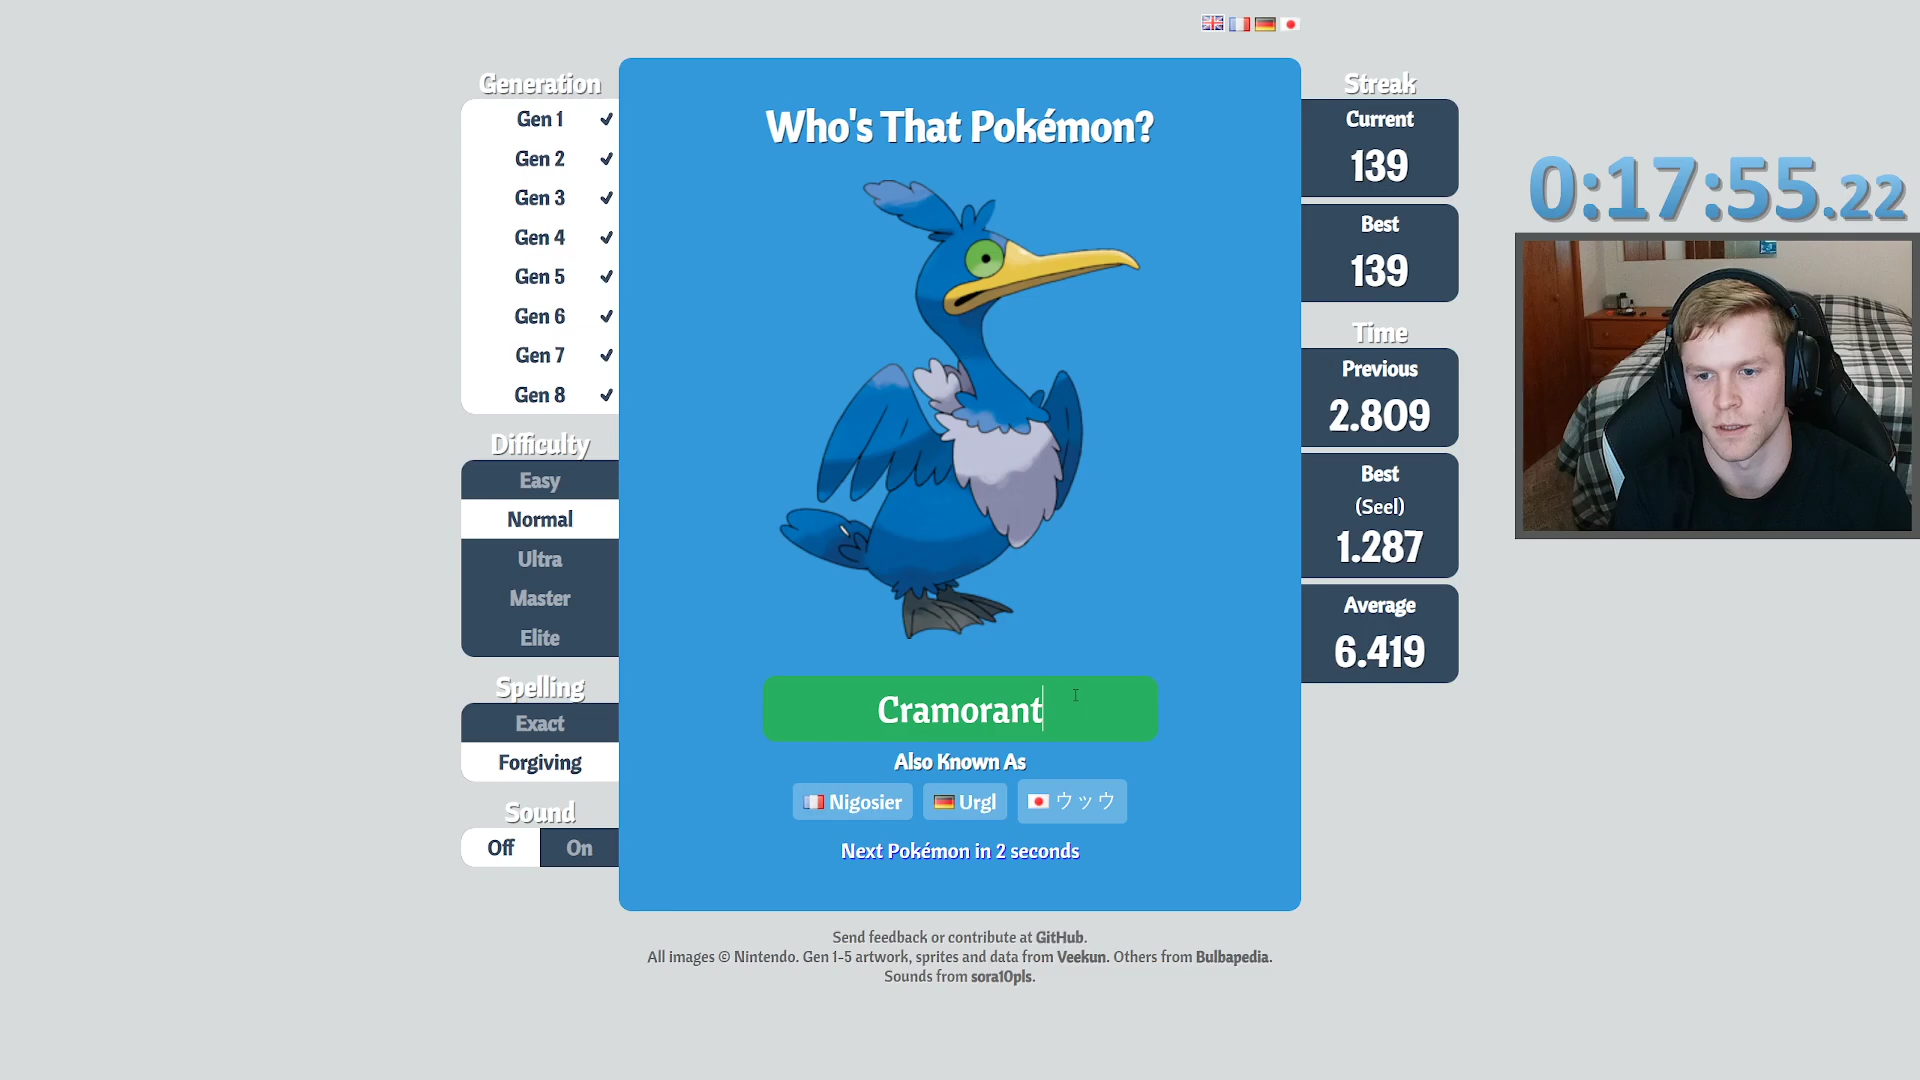 Generation
Gen 1
Gen 2
Gen 3
Gen 4
Gen 5
Gen 6
Gen 7
Gen 8
Difficulty
Easy
Normal
Ultra
Master
Elite
Spelling
Exact
Forgiving
Sound
Off On
Who's That Pokémon?
Cramorant
Also Known As
Nigosier Urgl ウッウ
Next Pokémon in 2 seconds
Streak
Current
139
Best
139
Time
Previous
2.809
Best
(Seel)
1.287
Average
6.419
0:17:55.22
Send feedback or contribute at GitHub.
All images © Nintendo. Gen 1-5 artwork, sprites and data from Veekun. Others from Bulbapedia.
Sounds from sora10pls.